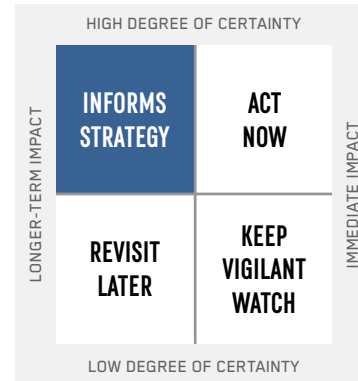 HIGH DEGREE OF CERTAINTY
LONGER-TERM IMPACT
INFORMS
STRATEGY
ACT
NOW
IMMEDIATE IMPACT
REVISIT
LATER
KEEP
VIGILANT
WATCH
LOW DEGREE OF CERTAINTY